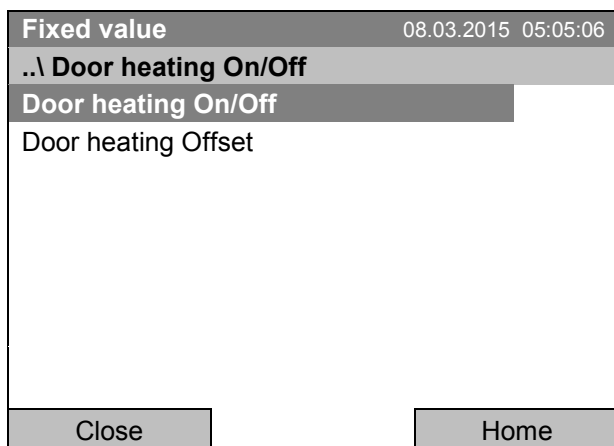 Fixed value 08.03.2015 05:05:06
..\ Door heating On/Off
Door heating On/Off
Door heating Offset
Close Home